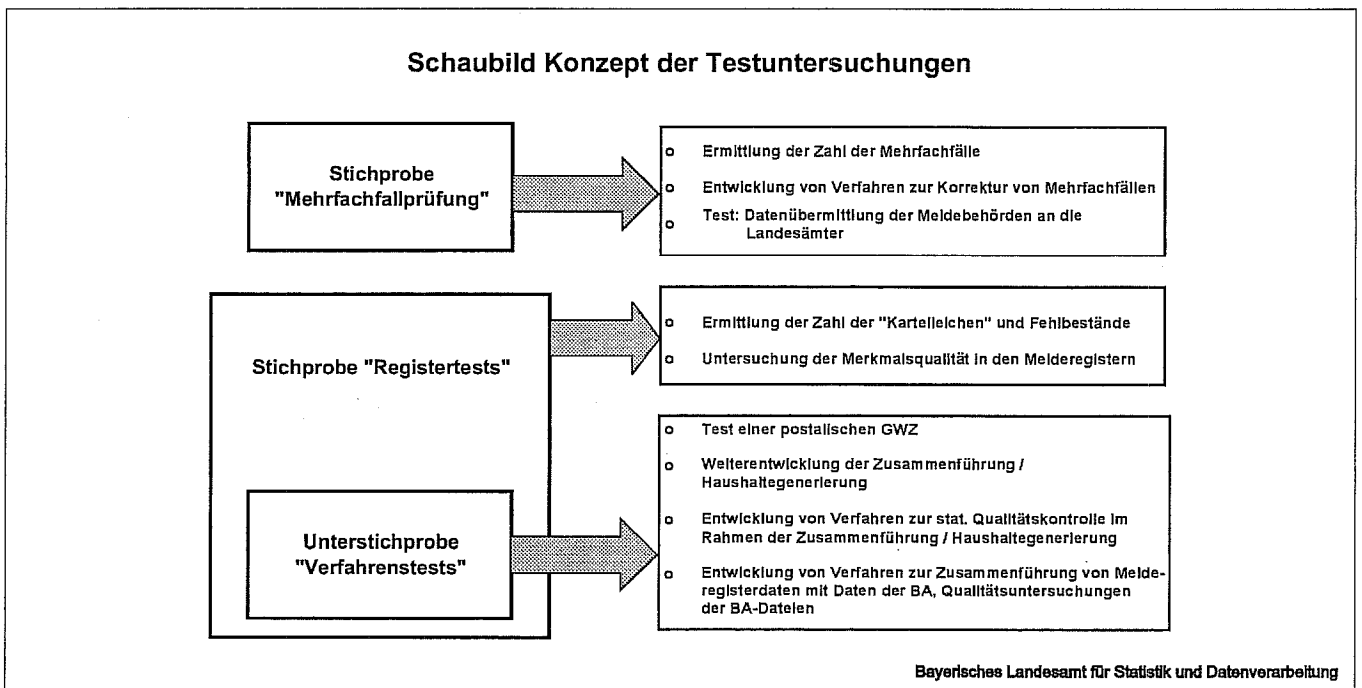 Schaubild Konzept der Testuntersuchungen
Stichprobe
"Mehrfachfallprüfung"
o Ermittlung der Zahl der Mehrfachfälle
o Entwicklung von Verfahren zur Korrektur von Mehrfachfällen
o Test: Datenübermittlung der Meldebehörden an die
Landesämter
Stichprobe "Registertests"
o Ermittlung der Zahl der "Karteileichen" und Fehlbestände
o Untersuchung der Merkmalsqualität in den Melderegistern
Unterstichprobe
"Verfahrenstests"
o Test einer postalischen GWZ
o Weiterentwicklung der Zusammenführung /
Haushaltegenerierung
o Entwicklung von Verfahren zur stat. Qualitätskontrolle im
Rahmen der Zusammenführung / Haushaltegenerierung
o Entwicklung von Verfahren zur Zusammenführung von Melde-
registerdaten mit Daten der BA, Qualitätsuntersuchungen
der BA-Dateien
Bayerisches Landesamt für Statistik und Datenverarbeitung